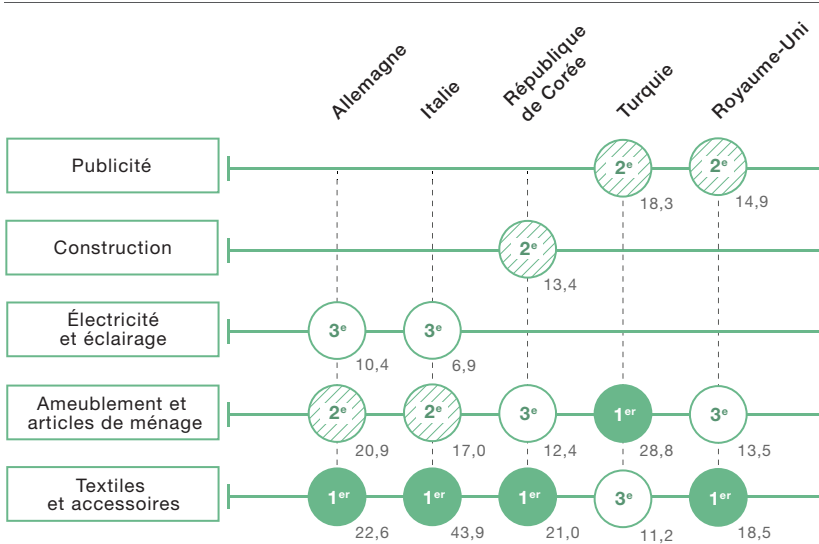 Allemagne
Italie
République
de Corée
Turquie
Royaume-Uni
Publicité
2e
2e
18,3
14,9
Construction
2e
13,4
Électricité
et éclairage
3e
3e
10,4
6,9
Ameublement et
articles de ménage
2e
2e
3e
1er
3e
20,9
17,0
12,4
28,8
13,5
Textiles
et accessoires
1er
1er
1er
3e
1er
22,6
43,9
21,0
11,2
18,5